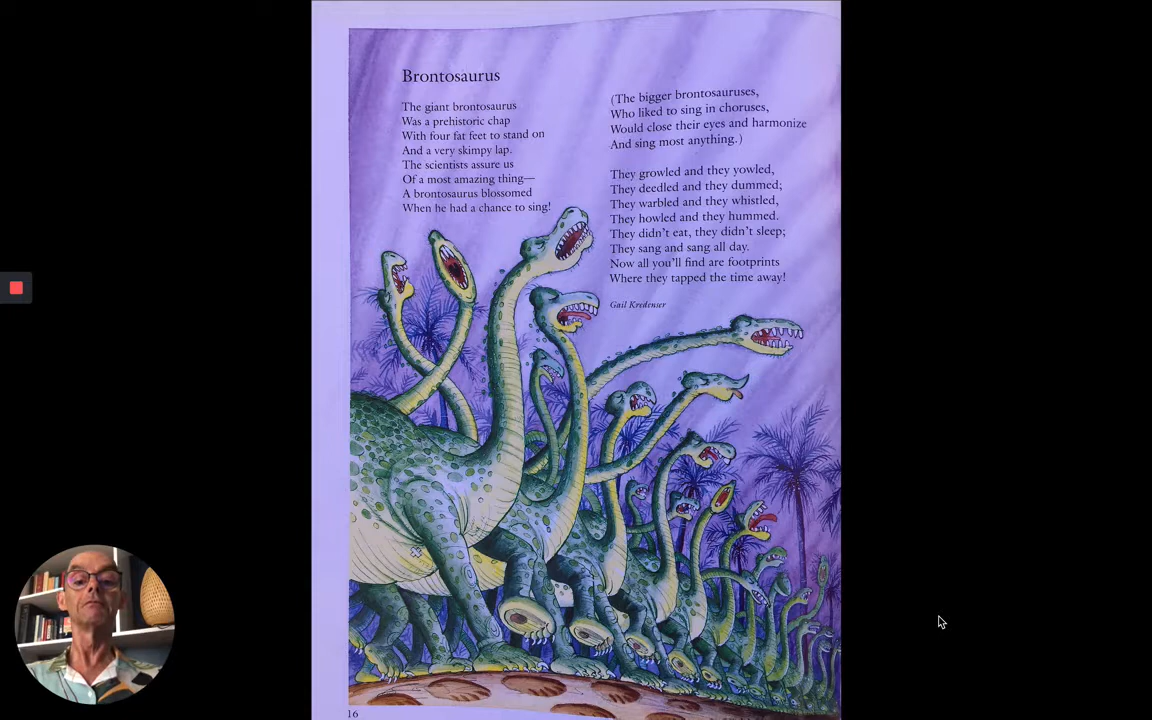 Brontosaurus
The giant brontosaurus
Was a prehistoric chap
With four fat feet to stand on
And a very skimpy lap.
The scientists assure us
Of a most amazing thing—
A brontosaurus blossomed
When he had a chance to sing!
(The bigger brontosauruses,
Who liked to sing in choruses,
Would close their eyes and harmonize
And sing most anything.)
They growled and they yowled,
They deedled and they dummed;
They warbled and they whistled,
They howled and they hummed.
They didn't eat, they didn't sleep;
They sang and sang all day.
Now all you'll find are footprints
Where they tapped the time away!
Gail Kredenser
16